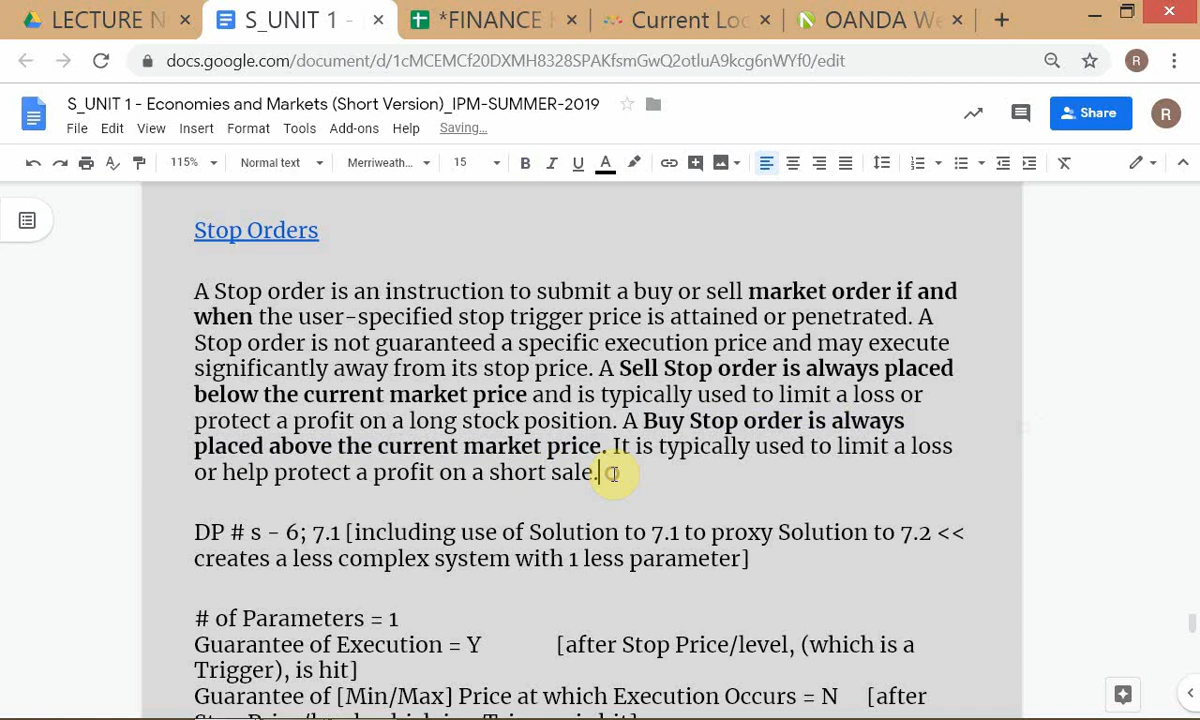 LECTURE N
S_UNIT 1 -
*FINANCE
Current Loc
OANDA We
docs.google.com/document/d/1cMCEMCf20DXMH8328SPAKfsmGwQ2otluA9kcg6nWYf0/edit
R
S_UNIT 1 - Economies and Markets (Short Version)_IPM-SUMMER-2019
File Edit View Insert Format Tools Add-ons Help Saving...
Share
R
115% Normal text Merriweath... 15 B I U A
Stop Orders
A Stop order is an instruction to submit a buy or sell market order if and
when the user-specified stop trigger price is attained or penetrated. A
Stop order is not guaranteed a specific execution price and may execute
significantly away from its stop price. A Sell Stop order is always placed
below the current market price and is typically used to limit a loss or
protect a profit on a long stock position. A Buy Stop order is always
placed above the current market price. It is typically used to limit a loss
or help protect a profit on a short sale.
DP # s - 6; 7.1 [including use of Solution to 7.1 to proxy Solution to 7.2 <<
creates a less complex system with 1 less parameter]
# of Parameters = 1
Guarantee of Execution = Y [after Stop Price/level, (which is a
Trigger), is hit]
Guarantee of [Min/Max] Price at which Execution Occurs = N [after